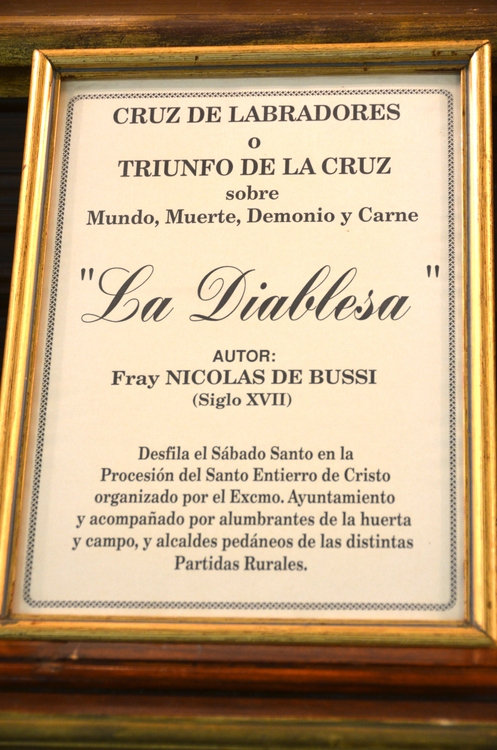 CRUZ DE LABRADORES
o
TRIUNFO DE LA CRUZ
sobre
Mundo, Muerte, Demonio y Carne
"La Diablesa"
AUTOR:
Fray NICOLAS DE BUSSI
(Siglo XVII)
Desfila el Sábado Santo en la
Procesión del Santo Entierro de Cristo
organizado por el Excmo. Ayuntamiento
y acompañado por alumbrantes de la huerta
y campo, y alcaldes pedáneos de las distintas
Partidas Rurales.